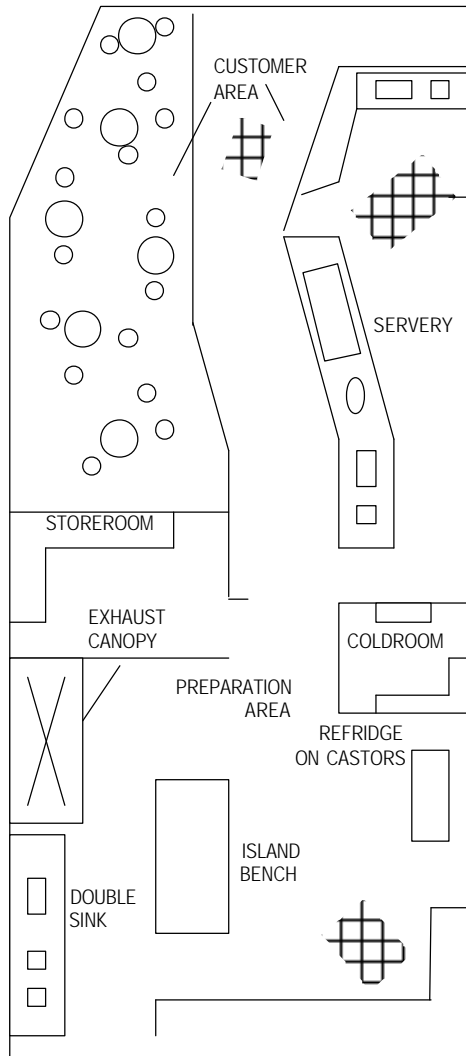 CUSTOMER
AREA
SERVERY
STOREROOM
EXHAUST
CANOPY
COLDROOM
PREPARATION
AREA
REFRIDGE
ON CASTORS
ISLAND
BENCH
DOUBLE
SINK